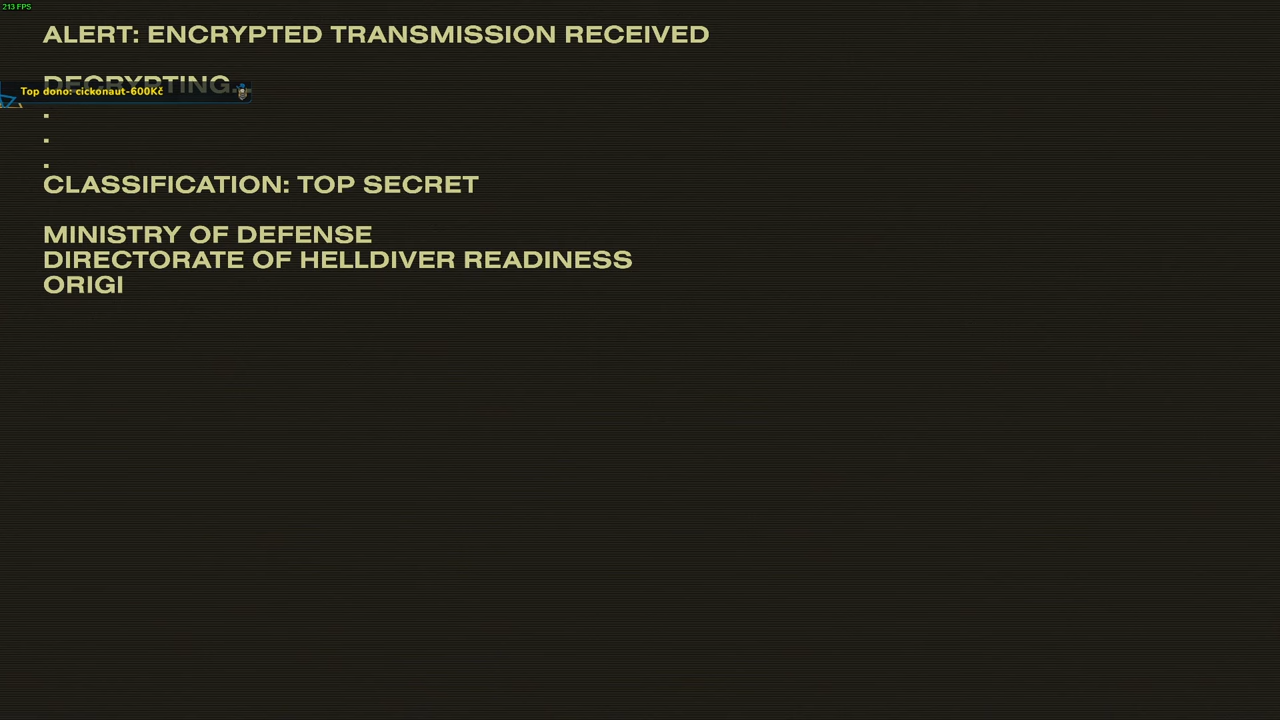 213 FPS
ALERT: ENCRYPTED TRANSMISSION RECEIVED
DECRYPTING...
Top dono: cickonaut-600Kč
.
.
.
CLASSIFICATION: TOP SECRET
MINISTRY OF DEFENSE
DIRECTORATE OF HELLDIVER READINESS
ORIGI